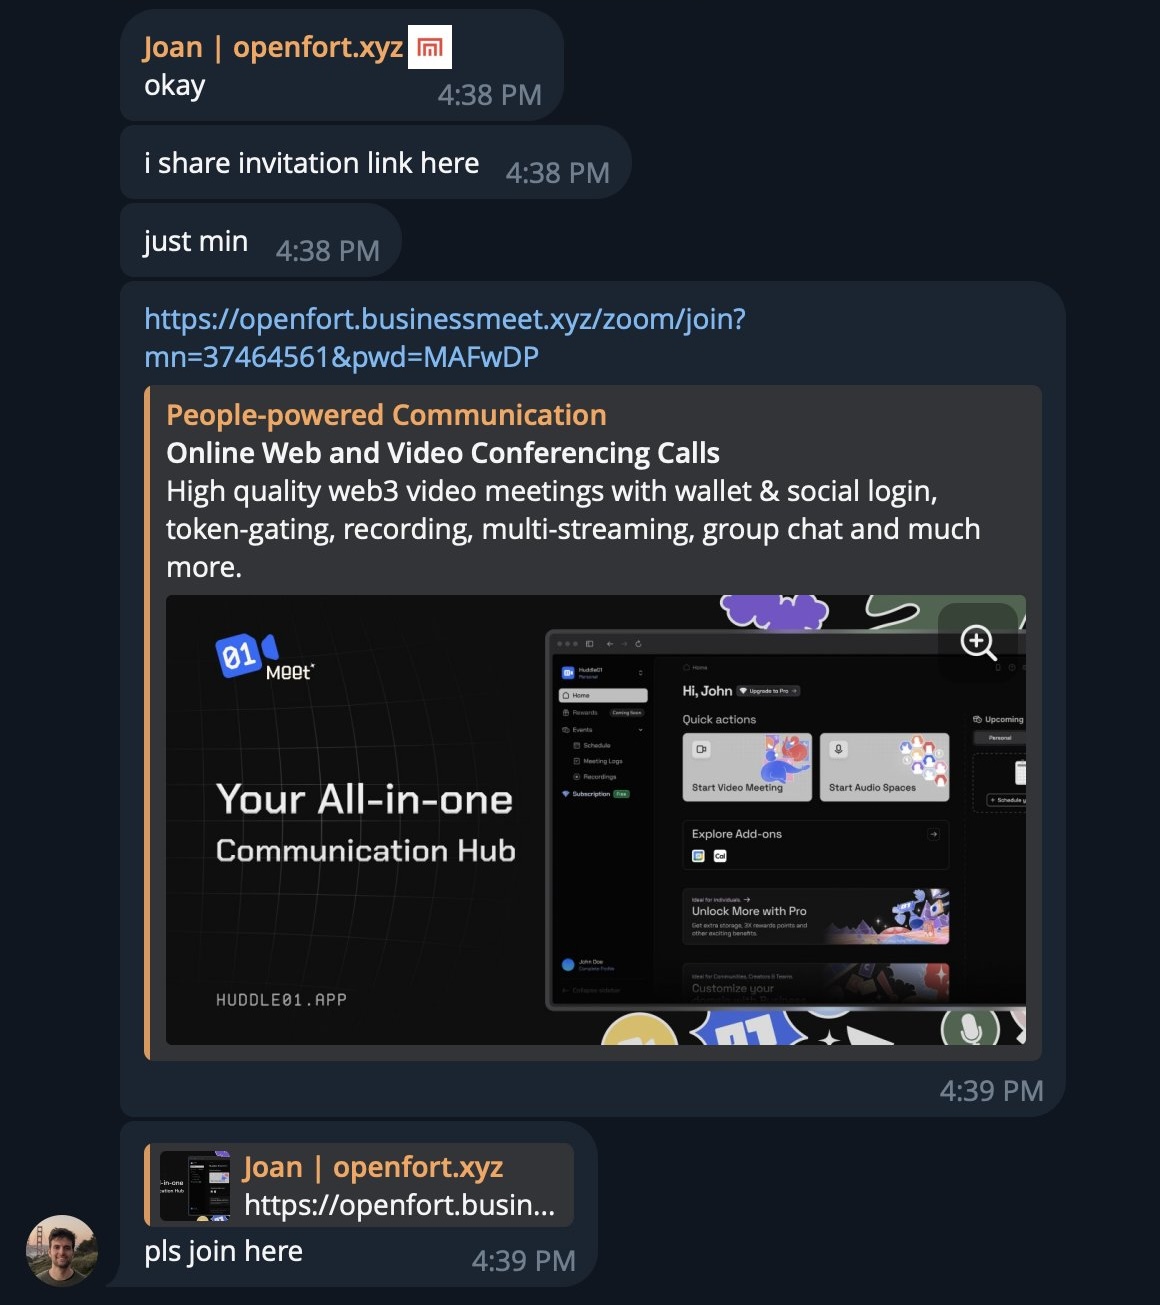 Joan | openfort.xyz
okay
4:38 PM
i share invitation link here
4:38 PM
just min
4:38 PM
https://openfort.businessmeet.xyz/zoom/join?
mn=37464561&pwd=MAFwDP
People-powered Communication
Online Web and Video Conferencing Calls
High quality web3 video meetings with wallet & social login,
token-gating, recording, multi-streaming, group chat and much
more.
01
Meet
Your All-in-one
Communication Hub
HUDDLE01.APP
Huddle01
Personal
Home
Rewards
Coming Soon
Events
Schedule
Meeting Logs
Recordings
Subscription
Free
John Doe
Complete Profile
Collapse sidebar
Home
Hi, John
Upgrade to Pro
Quick actions
Start Video Meeting
Start Audio Spaces
Explore Add-ons
Cal
Ideal for individuals
Unlock More with Pro
Get extra storage, 3X rewards points and
other exciting benefits.
Ideal for Communities, Creators & Teams
Customize your
domain with Business
Upcoming
Personal
+ Schedule
01
4:39 PM
Joan | openfort.xyz
https://openfort.busin...
pls join here
4:39 PM